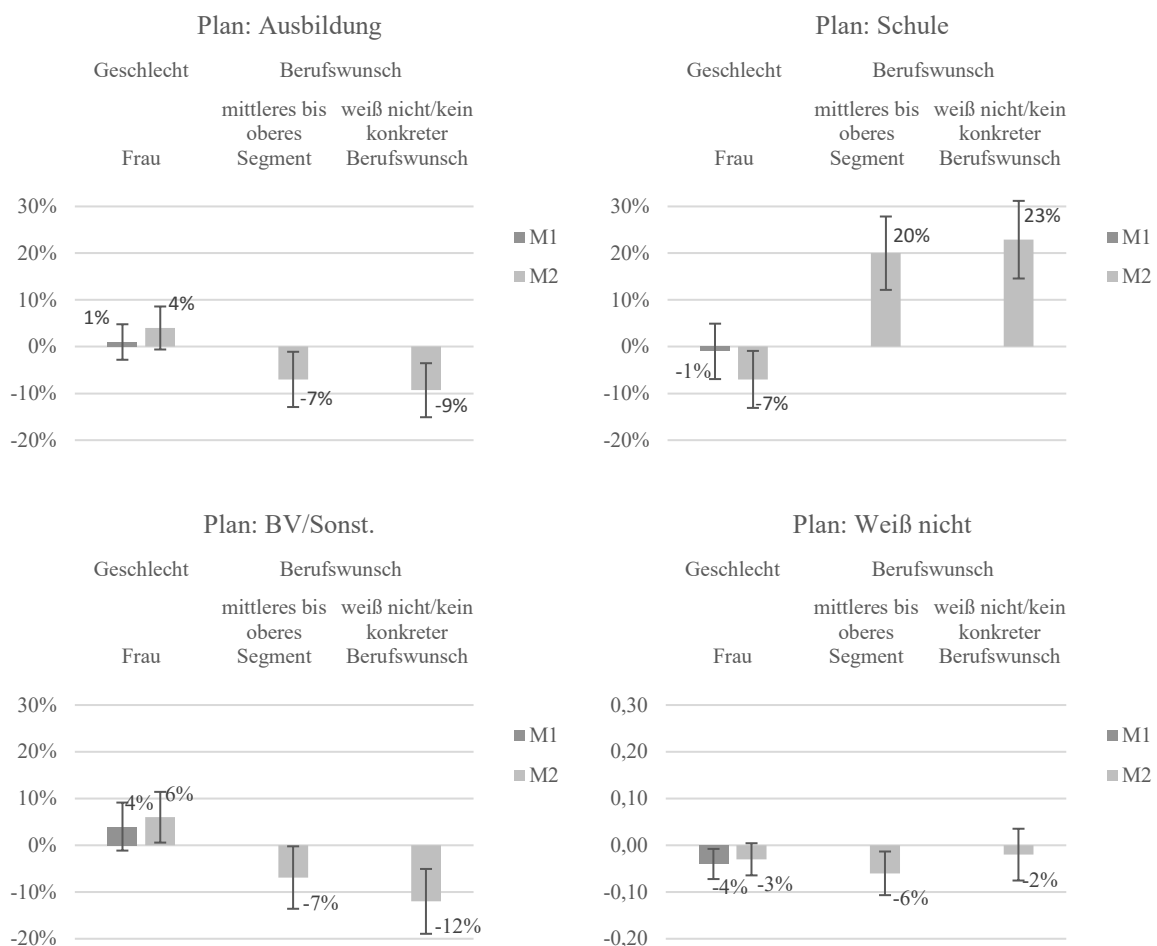 Plan: Ausbildung
Geschlecht Berufswunsch
Frau
mittleres bis
oberes
Segment
weiß nicht/kein
konkreter
Berufswunsch
30%
20%
10%
0%
-10%
-20%
1%
4%
-7%
-9%
M1
M2
Plan: Schule
Geschlecht Berufswunsch
Frau
mittleres bis
oberes
Segment
weiß nicht/kein
konkreter
Berufswunsch
30%
20%
10%
0%
-10%
-20%
-1%
-7%
20%
23%
M1
M2
Plan: BV/Sonst.
Geschlecht Berufswunsch
Frau
mittleres bis
oberes
Segment
weiß nicht/kein
konkreter
Berufswunsch
30%
20%
10%
0%
-10%
-20%
4%
6%
-7%
-12%
M1
M2
Plan: Weiß nicht
Geschlecht Berufswunsch
Frau
mittleres bis
oberes
Segment
weiß nicht/kein
konkreter
Berufswunsch
0,30
0,20
0,10
0,00
-0,10
-0,20
-4%
-3%
-6%
-2%
M1
M2